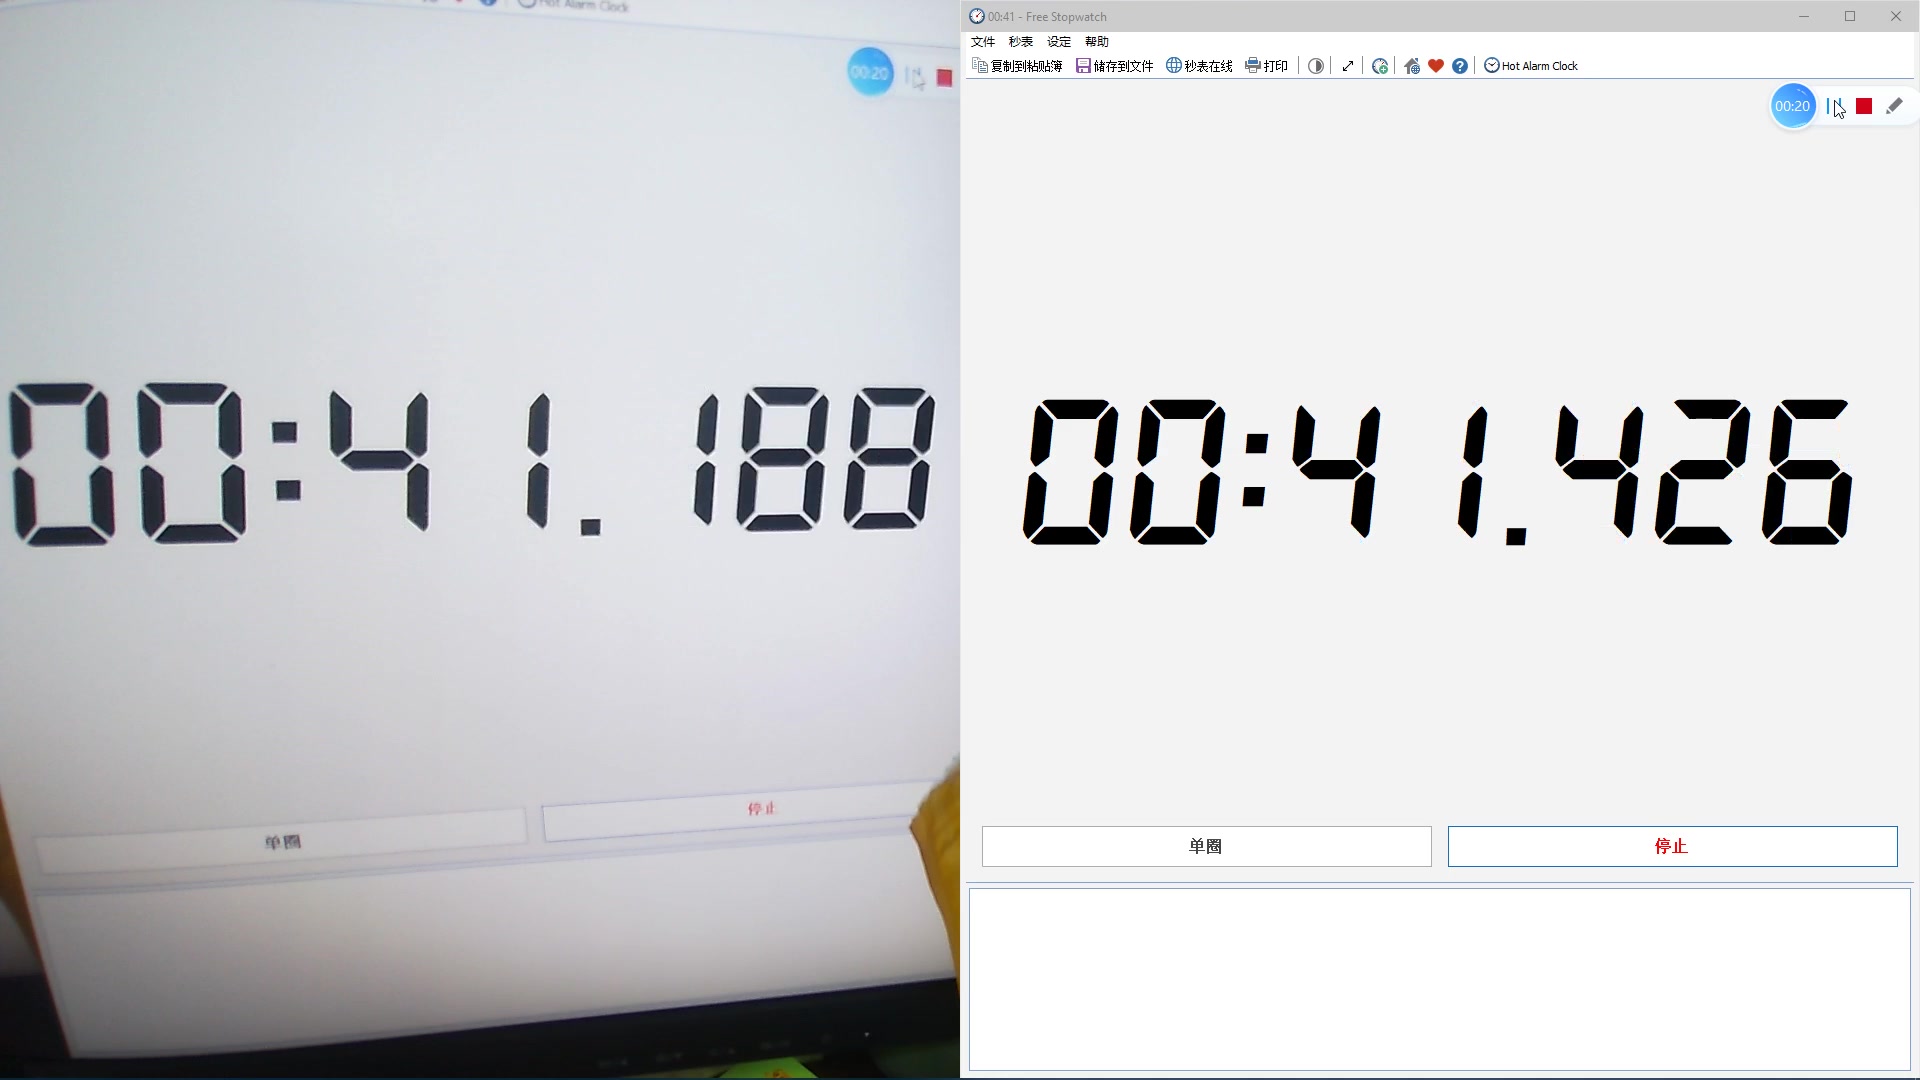 Hot Alarm Clock
00:20
00:41.188
单圈
停止
00:41 - Free Stopwatch
文件 秒表 设定 帮助
复制到粘贴簿 储存到文件 秒表在线 打印 Hot Alarm Clock
00:20
00:41.426
单圈
停止